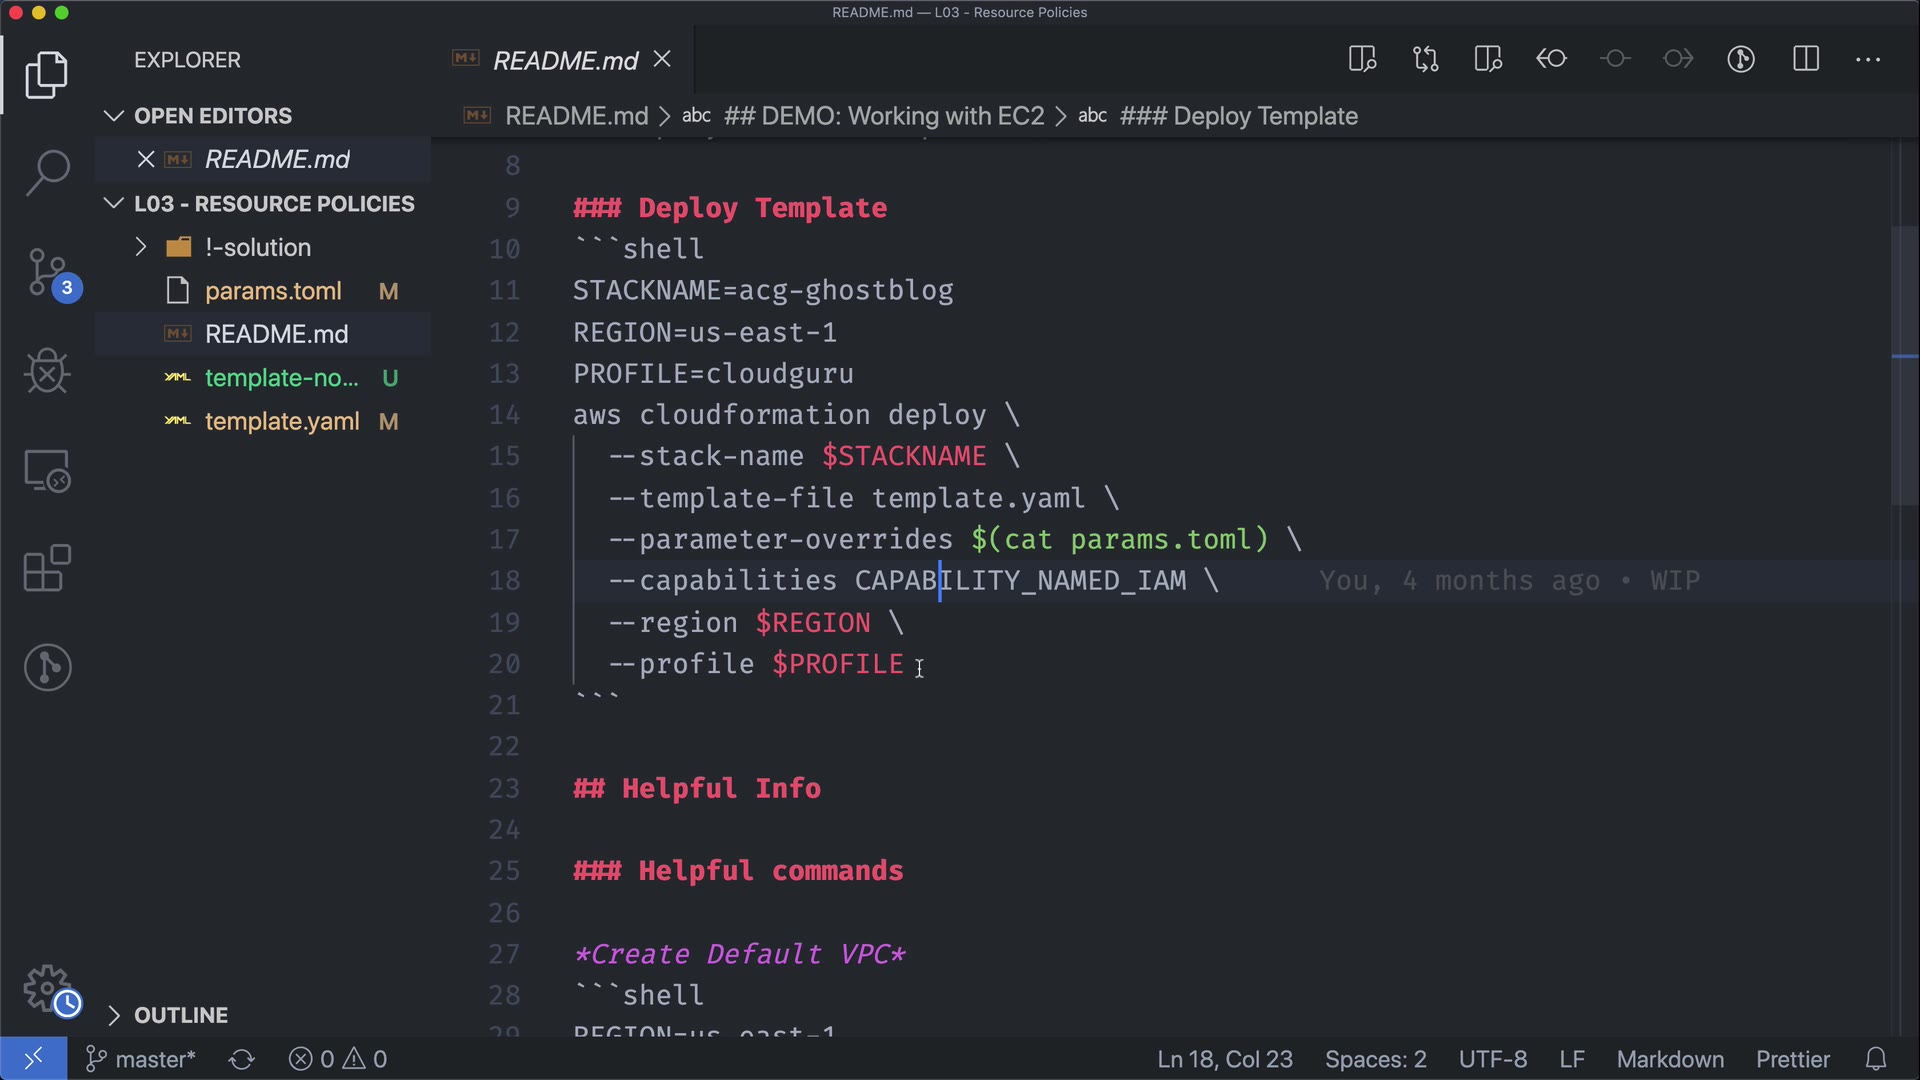 README.md — L03 - Resource Policies
EXPLORER
OPEN EDITORS
README.md
L03 - RESOURCE POLICIES
!-solution
params.toml M
README.md
template-no... U
template.yaml M
OUTLINE
3
README.md
README.md > abc ## DEMO: Working with EC2 > abc ### Deploy Template
8
9 ### Deploy Template
10 ```shell
11 STACKNAME=acg-ghostblog
12 REGION=us-east-1
13 PROFILE=cloudguru
14 aws cloudformation deploy \
15 --stack-name $STACKNAME \
16 --template-file template.yaml \
17 --parameter-overrides $(cat params.toml) \
18 --capabilities CAPABILITY_NAMED_IAM \ You, 4 months ago • WIP
19 --region $REGION \
20 --profile $PROFILE
21 ```
22
23 ## Helpful Info
24
25 ### Helpful commands
26
27 *Create Default VPC*
28 ```shell
29 REGION=us-east-1
master* 0 0 Ln 18, Col 23 Spaces: 2 UTF-8 LF Markdown Prettier